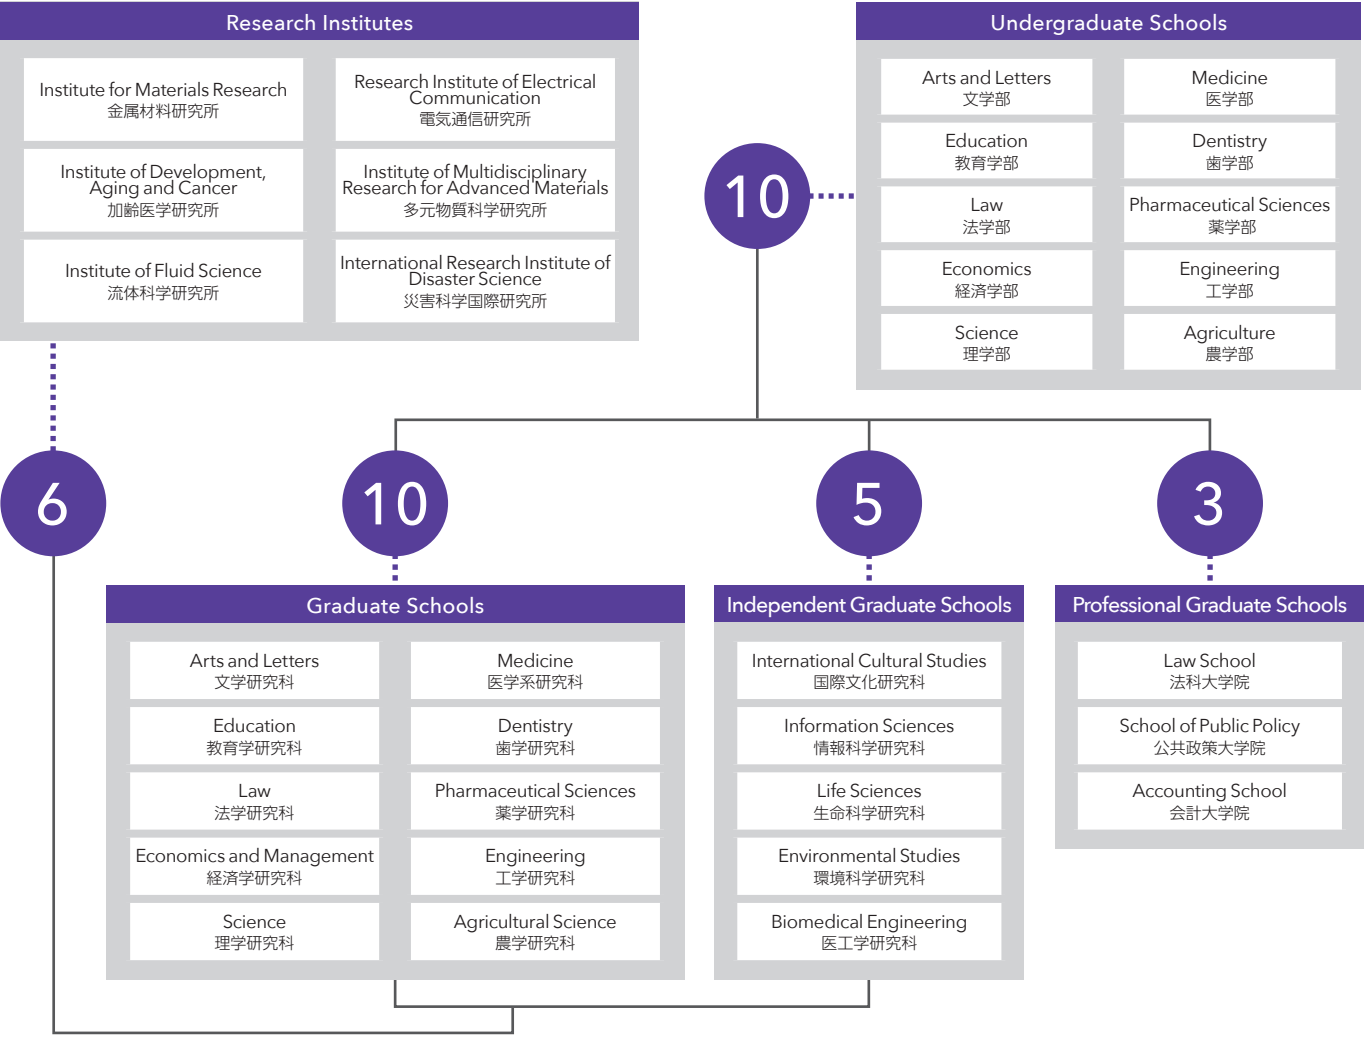 Research Institutes
Institute for Materials Research
金属材料研究所
Research Institute of Electrical
Communication
電気通信研究所
Institute of Development,
Aging and Cancer
加齢医学研究所
Institute of Multidisciplinary
Research for Advanced Materials
多元物質科学研究所
Institute of Fluid Science
流体科学研究所
International Research Institute of
Disaster Science
災害科学国際研究所
Undergraduate Schools
Arts and Letters
文学部
Medicine
医学部
Education
教育学部
Dentistry
歯学部
Law
法学部
Pharmaceutical Sciences
薬学部
Economics
経済学部
Engineering
工学部
Science
理学部
Agriculture
農学部
10
6
10
5
3
Graduate Schools
Arts and Letters
文学研究科
Medicine
医学系研究科
Education
教育学研究科
Dentistry
歯学研究科
Law
法学研究科
Pharmaceutical Sciences
薬学研究科
Economics and Management
経済学研究科
Engineering
工学研究科
Science
理学研究科
Agricultural Science
農学研究科
Independent Graduate Schools
International Cultural Studies
国際文化研究科
Information Sciences
情報科学研究科
Life Sciences
生命科学研究科
Environmental Studies
環境科学研究科
Biomedical Engineering
医工学研究科
Professional Graduate Schools
Law School
法科大学院
School of Public Policy
公共政策大学院
Accounting School
会計大学院